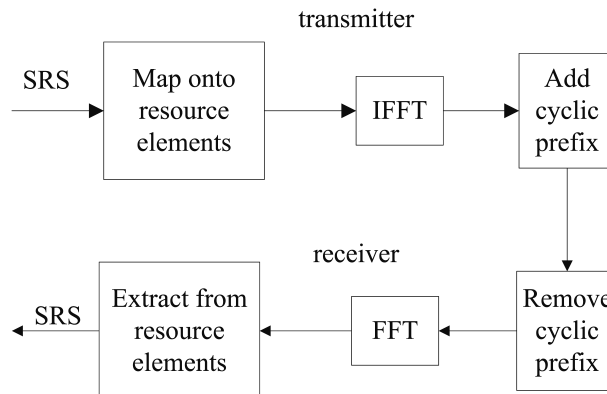 transmitter
SRS
Map onto
resource
elements
IFFT
Add
cyclic
prefix
receiver
SRS
Extract from
resource
elements
FFT
Remove
cyclic
prefix